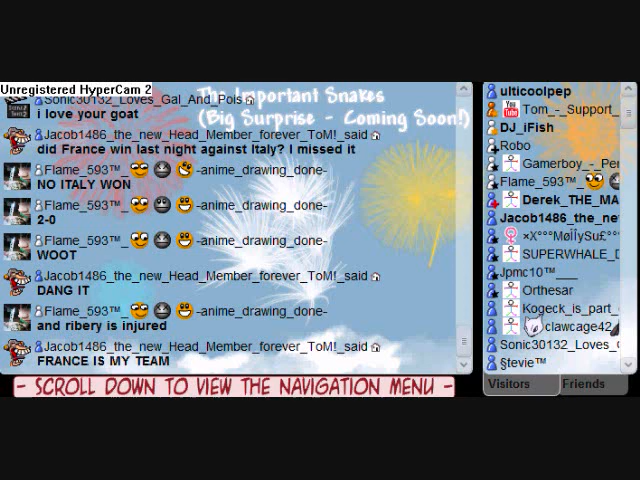 Unregistered HyperCam 2
Sonic30132_Loves_Gal_And_Pois
i love your goat
The Important Snakes
(Big Surprise - Coming Soon!)
Jacob1486_the_new_Head_Member_forever_ToM!_said
did France win last night against Italy? I missed it
Flame_593™_ -anime_drawing_done-
NO ITALY WON
Flame_593™_ -anime_drawing_done-
2-0
Flame_593™_ -anime_drawing_done-
WOOT
Jacob1486_the_new_Head_Member_forever_ToM!_said
DANG IT
Flame_593™_ -anime_drawing_done-
and ribery is injured
Jacob1486_the_new_Head_Member_forever_ToM!_said
FRANCE IS MY TEAM
- SCROLL DOWN TO VIEW THE NAVIGATION MENU -
ulticoolpep
You Tube Tom_-_Support_
DJ_iFish
Robo
Gamerboy_-_Per
Flame_593™_
Derek_THE_MA
Jacob1486_the_ne
SUPERWHALE_D
Jpmc10™___
Orthesar
Kogeck_is_part_
clawcage42
Sonic30132_Loves_
§tevie™
Visitors Friends